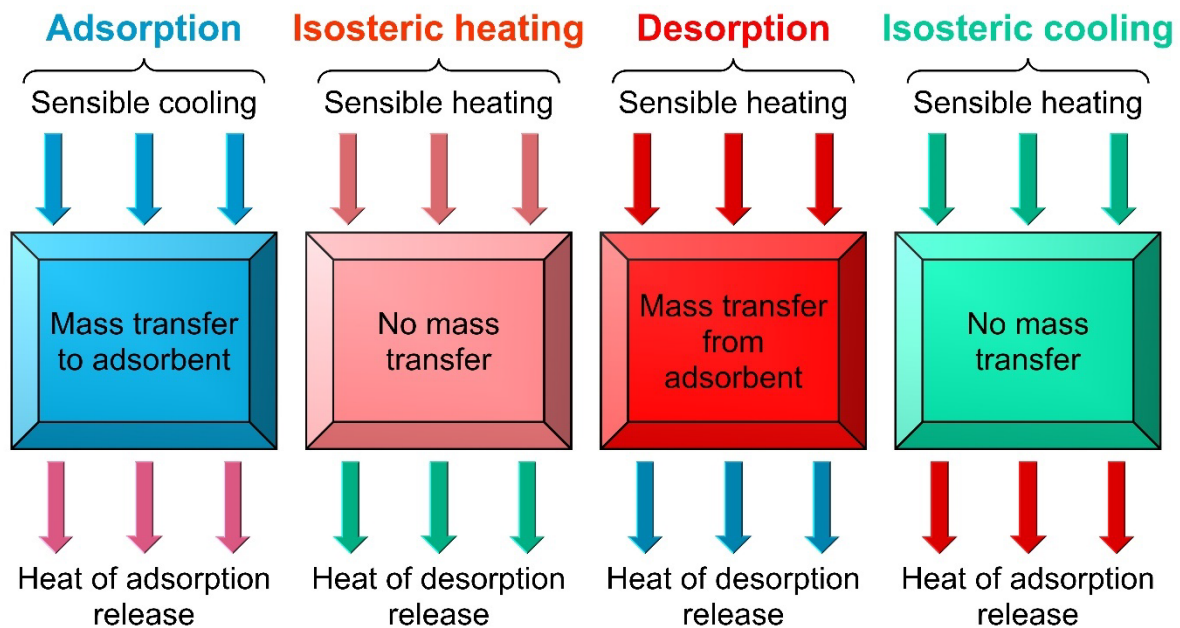 Adsorption
Isosteric heating
Desorption
Isosteric cooling
Sensible cooling
Sensible heating
Sensible heating
Sensible heating
Mass transfer
to adsorbent
No mass
transfer
Mass transfer
from
adsorbent
No mass
transfer
Heat of adsorption
release
Heat of desorption
release
Heat of desorption
release
Heat of adsorption
release